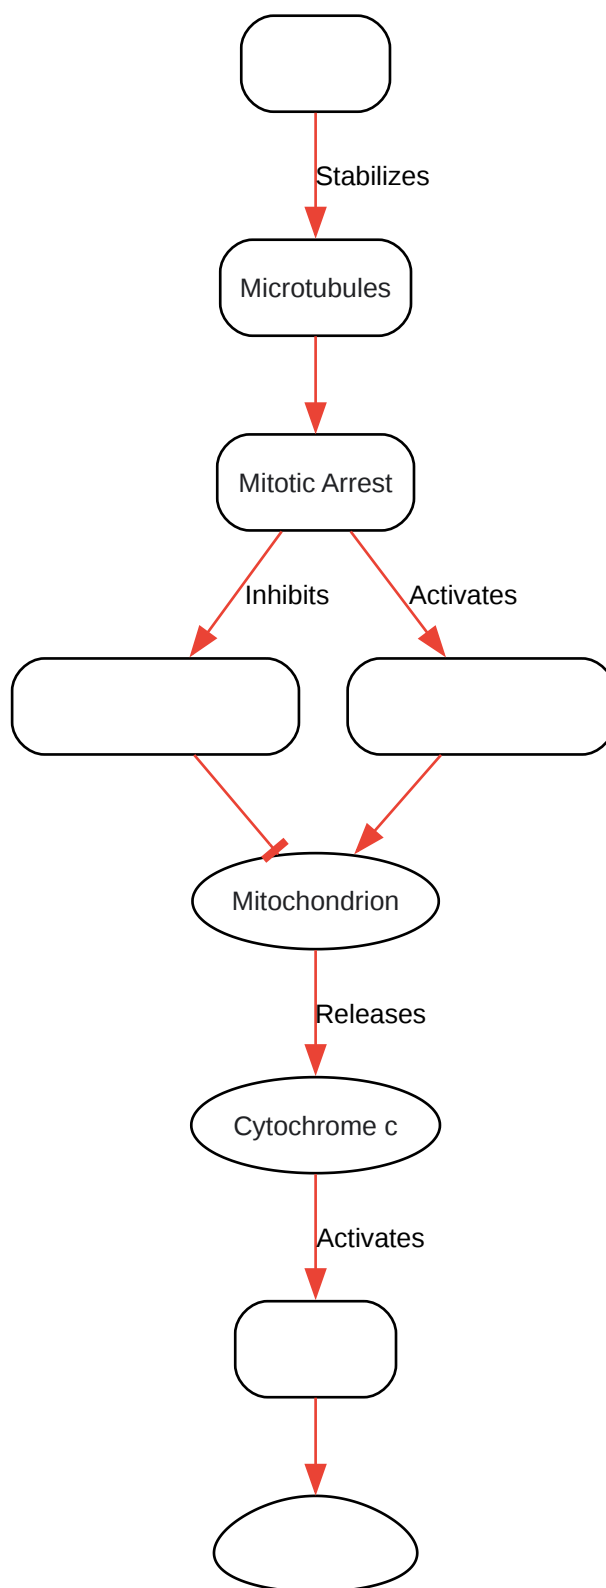 Stabilizes
Microtubules
Mitotic Arrest
Inhibits
Activates
Mitochondrion
Releases
Cytochrome c
Activates